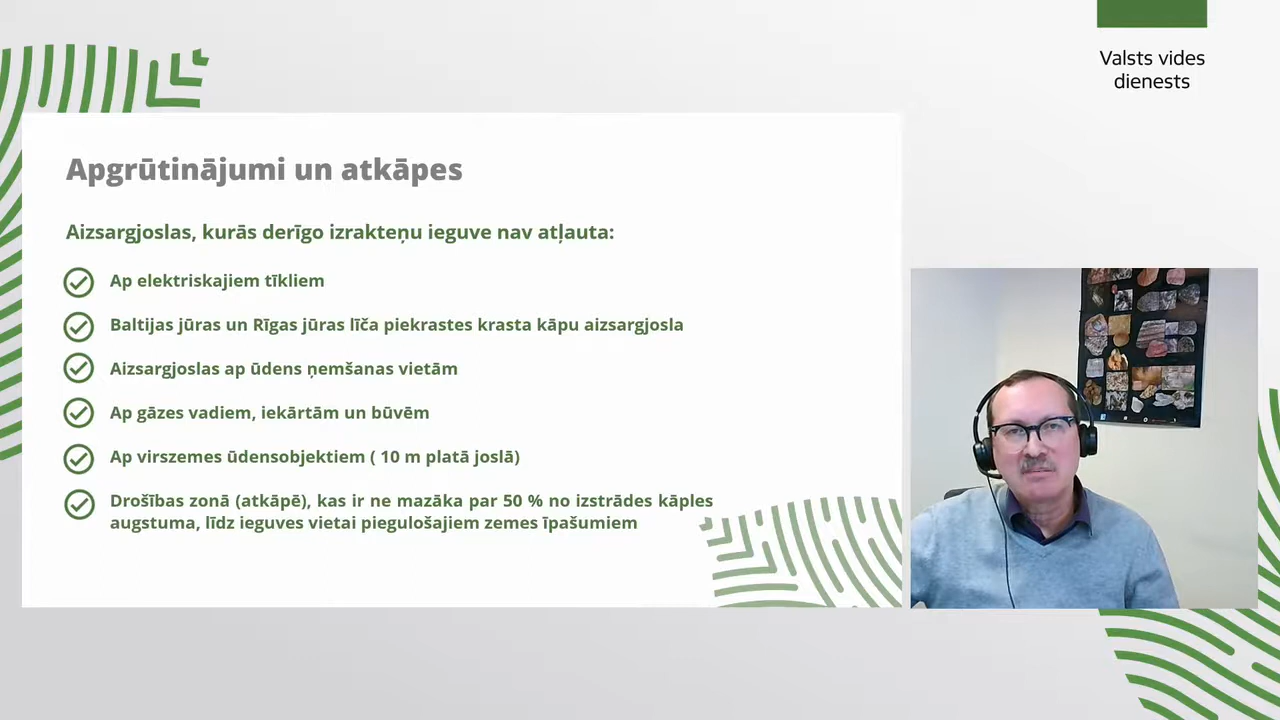 Valsts vides
dienests
Apgrūtinājumi un atkāpes
Aizsargjoslas, kurās derīgo izrakteņu ieguve nav atļauta:
Ap elektriskajiem tīkliem
Baltijas jūras un Rīgas jūras līča piekrastes krasta kāpu aizsargjosla
Aizsargjoslas ap ūdens ņemšanas vietām
Ap gāzes vadiem, iekārtām un būvēm
Ap virszemes ūdensobjektiem ( 10 m platā joslā)
Drošības zonā (atkāpē), kas ir ne mazāka par 50 % no izstrādes kāples
augstuma, līdz ieguves vietai piegulošajiem zemes īpašumiem